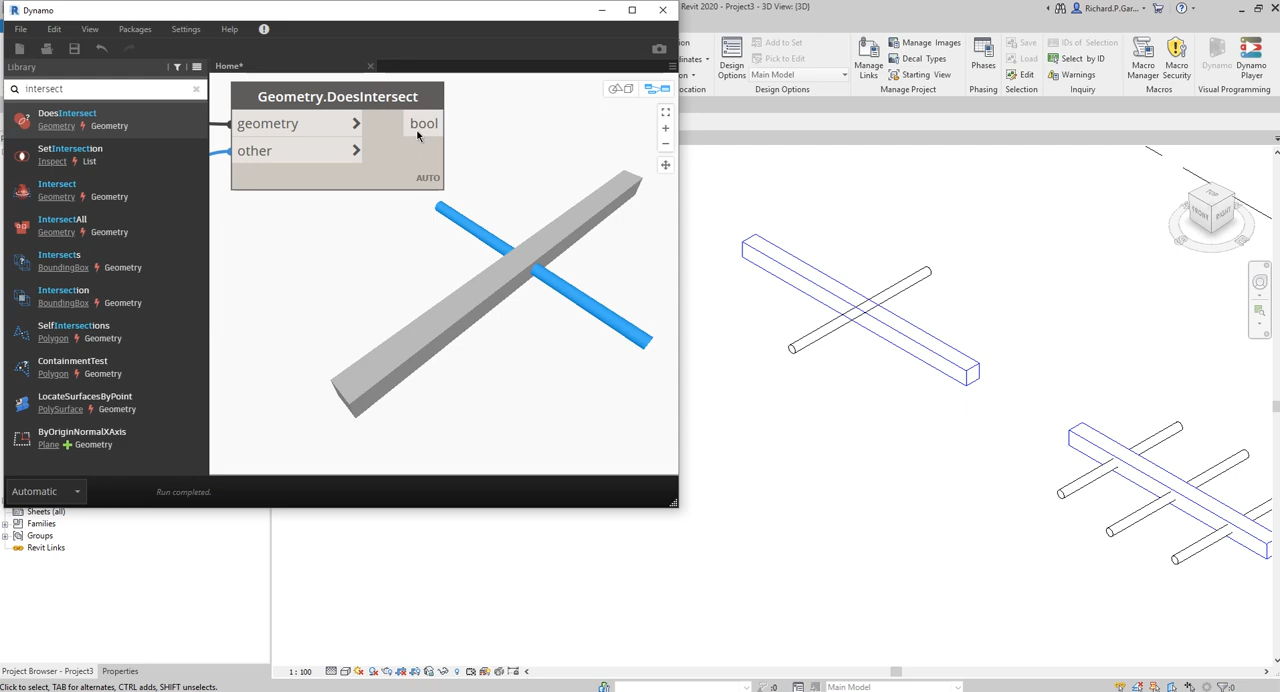 Dynamo
Revit 2020 - Project3 - 3D View: {3D}
Richard.P.Gar...
File Edit View Packages Settings Help
Library
Home*
intersect
DoesIntersect
Geometry Geometry
SetIntersection
Inspect List
Intersect
Geometry Geometry
IntersectAll
Geometry Geometry
Intersects
BoundingBox Geometry
Intersection
BoundingBox Geometry
SelfIntersections
Polygon Geometry
ContainmentTest
Polygon Geometry
LocateSurfacesByPoint
PolySurface Geometry
ByOriginNormalXAxis
Plane Geometry
Geometry.DoesIntersect
geometry > bool
other >
AUTO
Automatic
Run completed.
Design Options
Add to Set
Pick to Edit
Main Model
Design Options
Manage Links
Manage Images
Decal Types
Starting View
Manage Project
Phases
Phasing
Save
Load
Edit
Selection
IDs of Selection
Select by ID
Warnings
Inquiry
Macro Manager
Macro Security
Macros
Dynamo
Dynamo Player
Visual Programming
TOP
FRONT
RIGHT
Sheets (all)
Families
Groups
Revit Links
Project Browser - Project3 Properties
1 : 100
Click to select, TAB for alternates, CTRL adds, SHIFT unselects.
:0
Main Model
:0